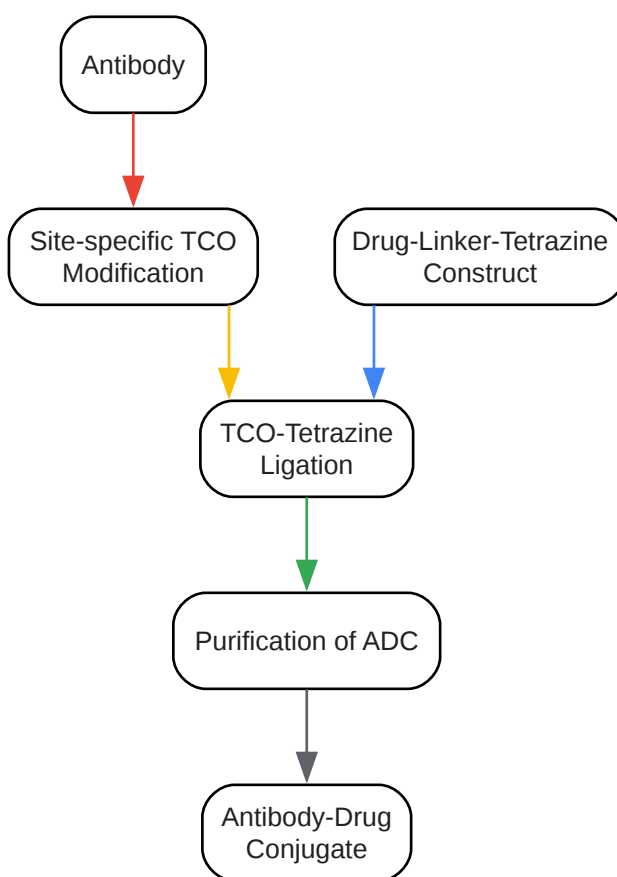 Antibody
Site-specific TCO
Modification
Drug-Linker-Tetrazine
Construct
TCO-Tetrazine
Ligation
Purification of ADC
Antibody-Drug
Conjugate